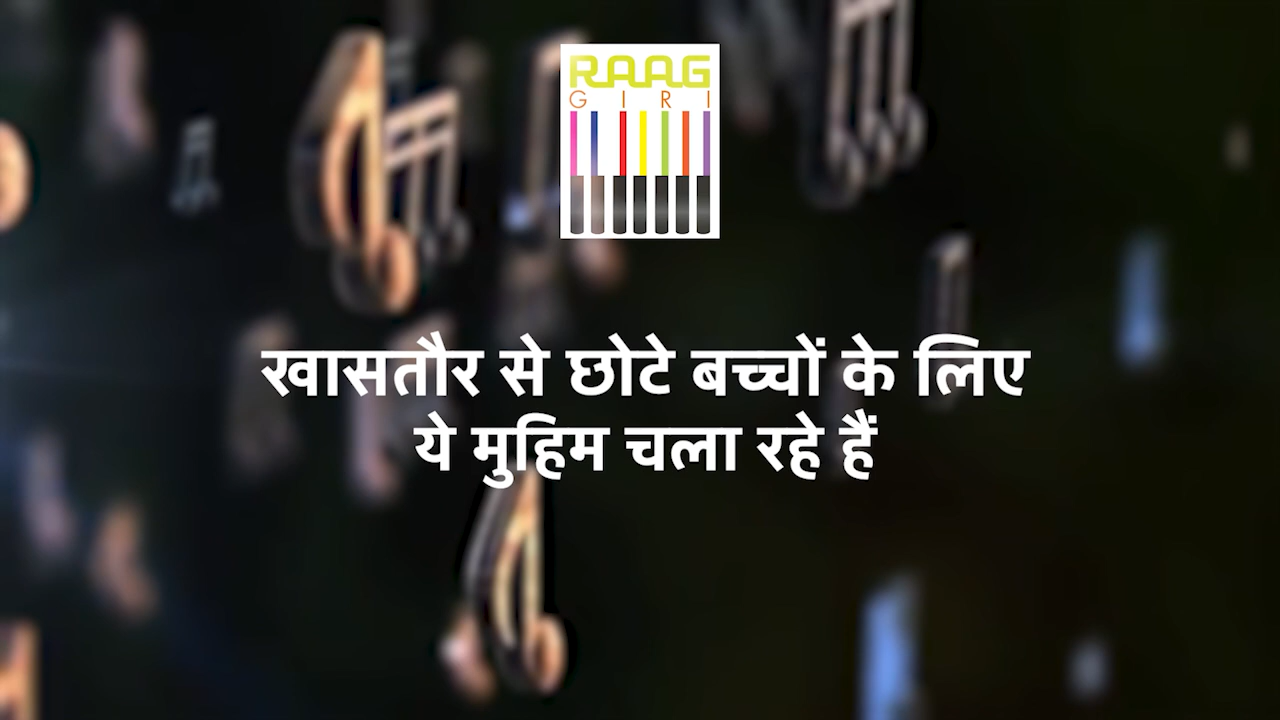 RAAG
GIRI
खासतौर से छोटे बच्चों के लिए
ये मुहिम चला रहे हैं